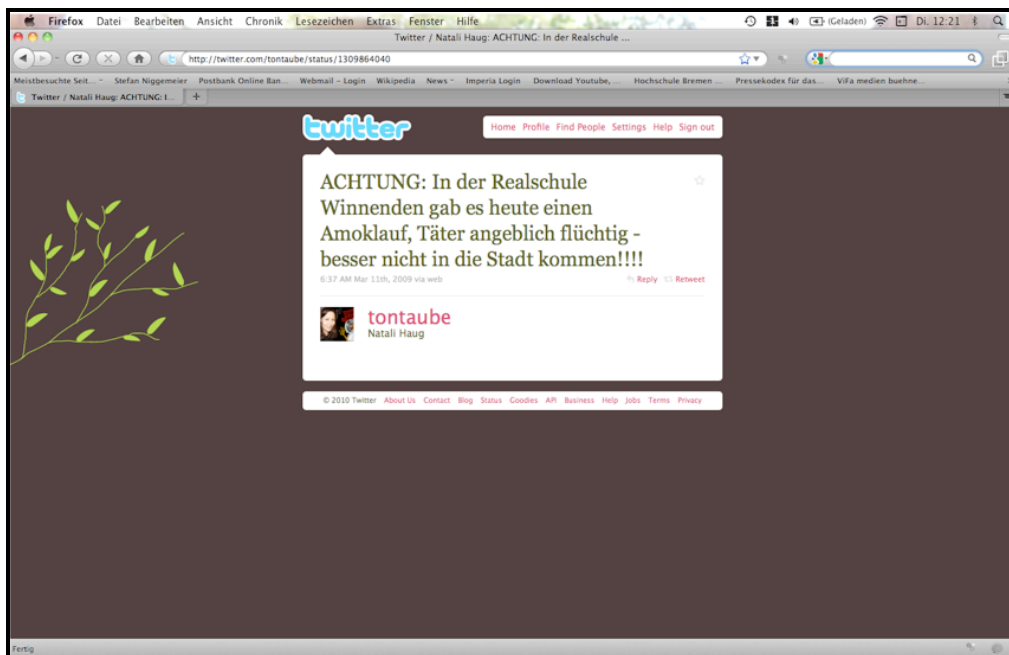 Firefox Datei Bearbeiten Ansicht Chronik Lesezeichen Extras Fenster Hilfe (Geladen) Di. 12:21
Twitter / Natali Haug: ACHTUNG: In der Realschule ...
http://twitter.com/tontaube/status/1309864040
Meistbesuchte Seit... Stefan Niggemeier Postbank Online Ban... Webmail – Login Wikipedia News Imperia Login Download Youtube, ... Hochschule Bremen ... Pressekodex für das... ViFa medien buehne...
Twitter / Natali Haug: ACHTUNG: I... +
twitter
Home Profile Find People Settings Help Sign out
ACHTUNG: In der Realschule
Winnenden gab es heute einen
Amoklauf, Täter angeblich flüchtig -
besser nicht in die Stadt kommen!!!!
6:37 AM Mar 11th, 2009 via web Reply Retweet
tontaube
Natali Haug
© 2010 Twitter About Us Contact Blog Status Goodies API Business Help Jobs Terms Privacy
Fertig